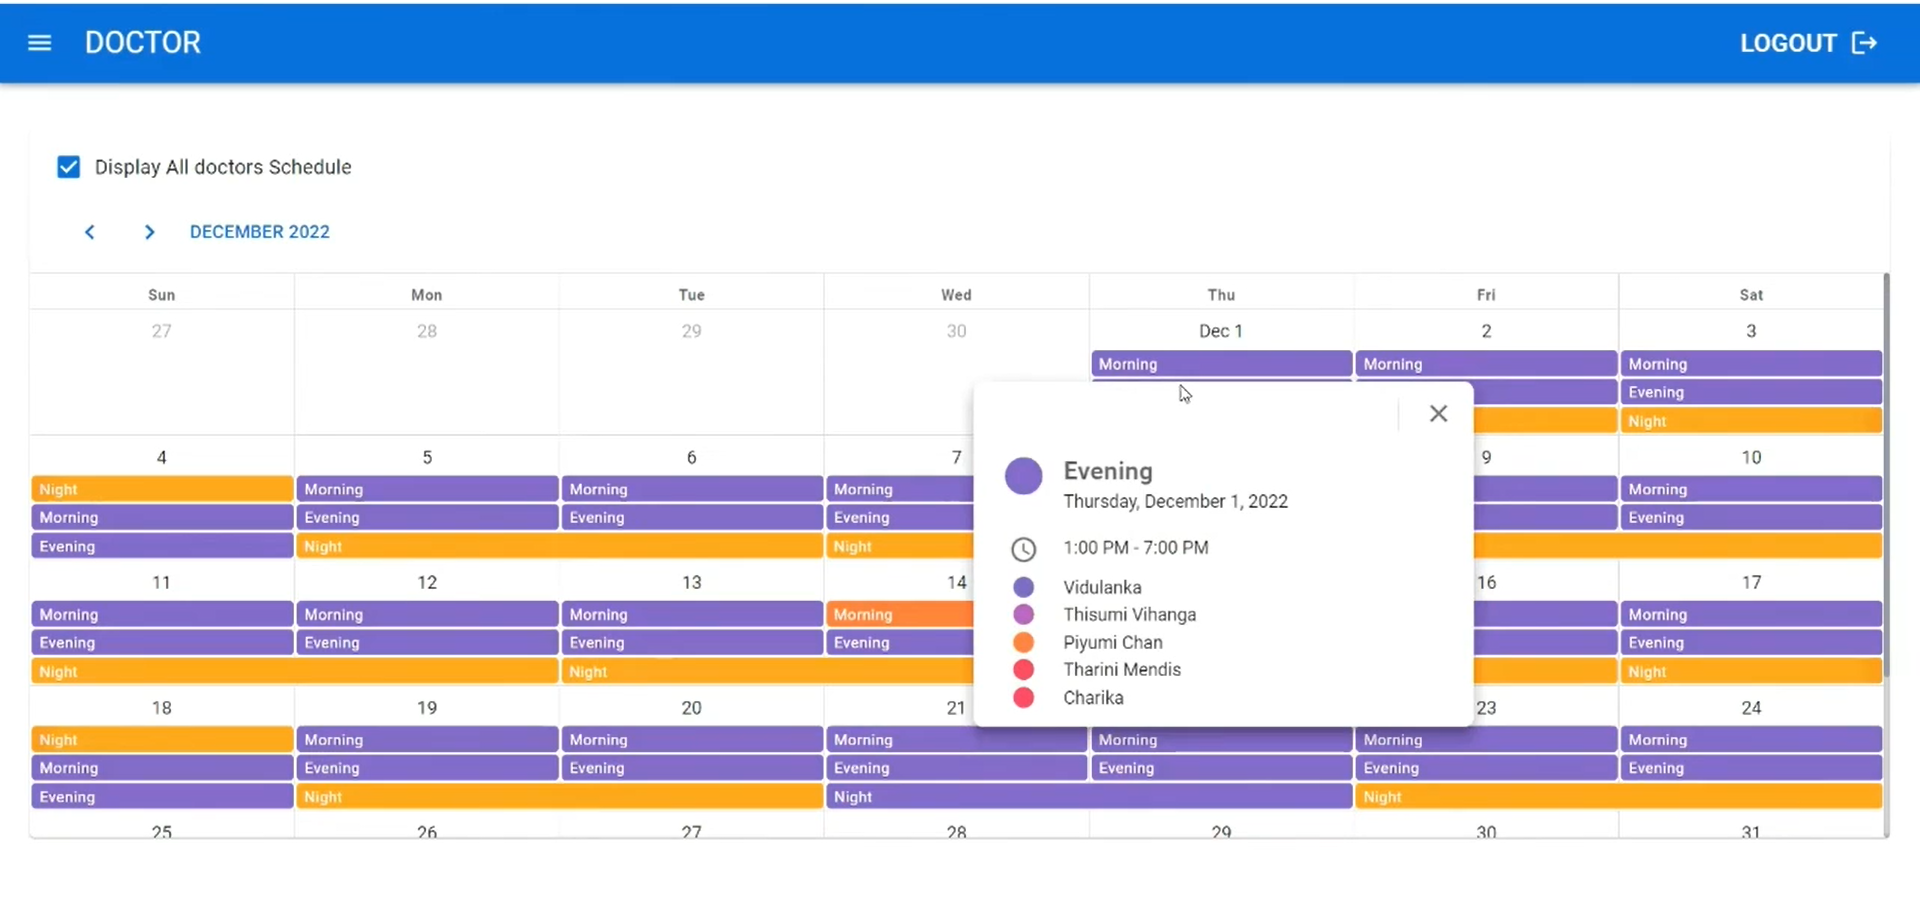 DOCTOR LOGOUT
Display All doctors Schedule
DECEMBER 2022
Sun Mon Tue Wed Thu Fri Sat
27 28 29 30 Dec 1 2 3
Morning Morning Morning
Evening
Night
4 5 6 7 9 10
Night Morning Morning Morning Morning
Morning Evening Evening Evening Evening
Evening Night Night
11 12 13 14 16 17
Morning Morning Morning Morning Morning
Evening Evening Evening Evening Evening
Night Night Night
Evening
Thursday, December 1, 2022
1:00 PM - 7:00 PM
Vidulanka
Thisumi Vihanga
Piyumi Chan
Tharini Mendis
Charika
18 19 20 21 23 24
Night Morning Morning Morning Morning Morning Morning
Morning Evening Evening Evening Evening Evening Evening
Evening Night Night Night
25 26 27 28 29 30 31